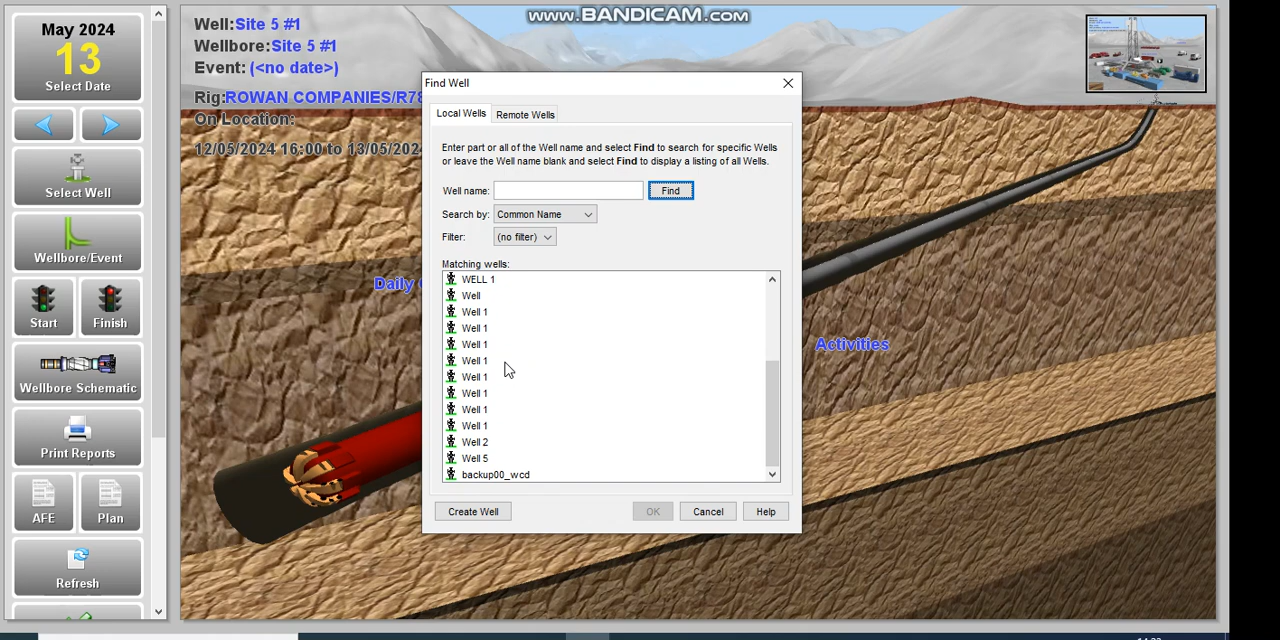 www.BANDICAM.com
May 2024
13
Select Date
Select Well
Wellbore/Event
Start
Finish
Wellbore Schematic
Print Reports
AFE
Plan
Refresh
Well:Site 5 #1
Wellbore:Site 5 #1
Event: (<no date>)
Rig:ROWAN COMPANIES/R78
On Location:
12/05/2024 16:00 to 13/05/2024
Daily
Activities
Find Well
Local Wells
Remote Wells
Enter part or all of the Well name and select Find to search for specific Wells
or leave the Well name blank and select Find to display a listing of all Wells.
Well name:
Find
Search by:
Common Name
Filter:
(no filter)
Matching wells:
WELL 1
Well
Well 1
Well 1
Well 1
Well 1
Well 1
Well 1
Well 1
Well 1
Well 2
Well 5
backup00_wcd
Create Well
OK
Cancel
Help